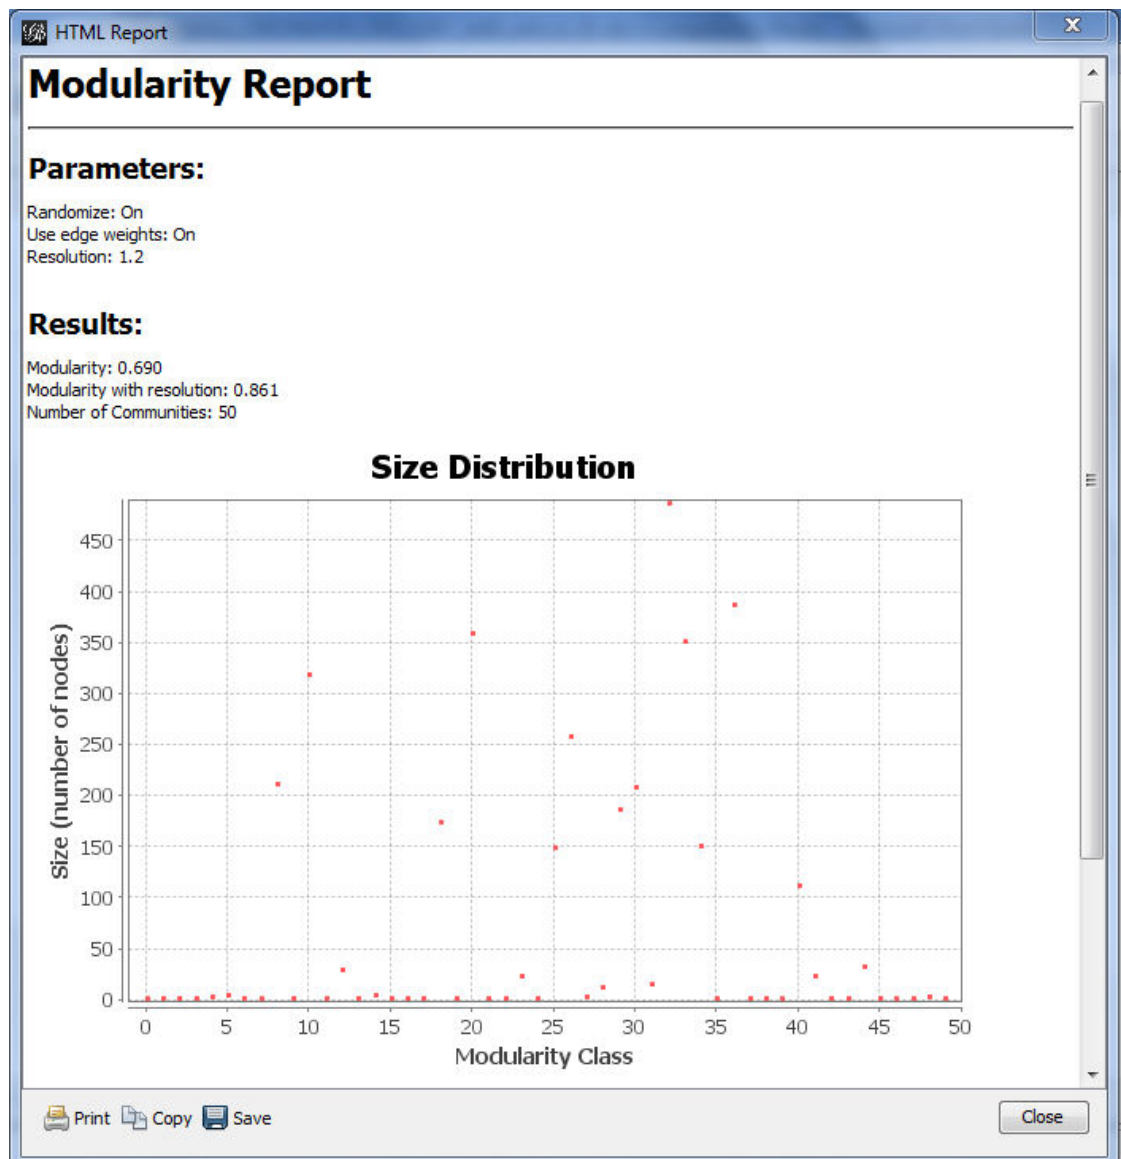 HTML Report
X
Modularity Report
Parameters:
Randomize: On
Use edge weights: On
Resolution: 1.2
Results:
Modularity: 0.690
Modularity with resolution: 0.861
Number of Communities: 50
Size Distribution
450
400
350
300
250
200
150
100
50
0
Size (number of nodes)
0 5 10 15 20 25 30 35 40 45 50
Modularity Class
Print Copy Save Close